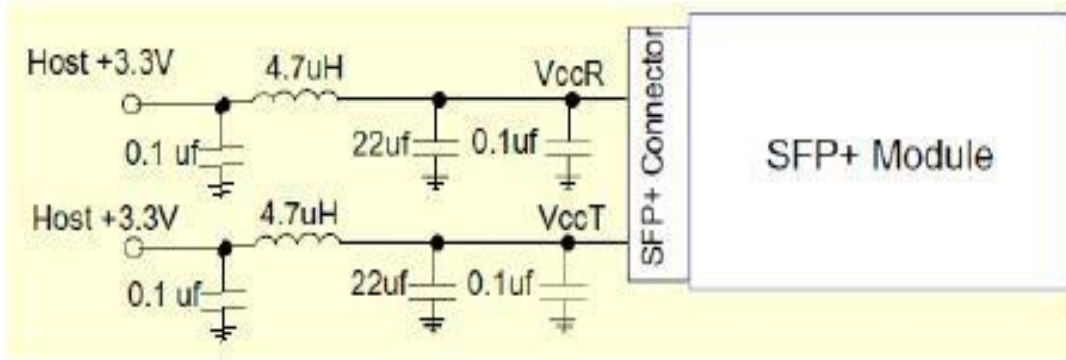 Host +3.3V
4.7uH
VccR
0.1 uf
22uf
0.1uf
Host +3.3V
4.7uH
VccT
0.1 uf
22uf
0.1uf
SFP+ Connector
SFP+ Module